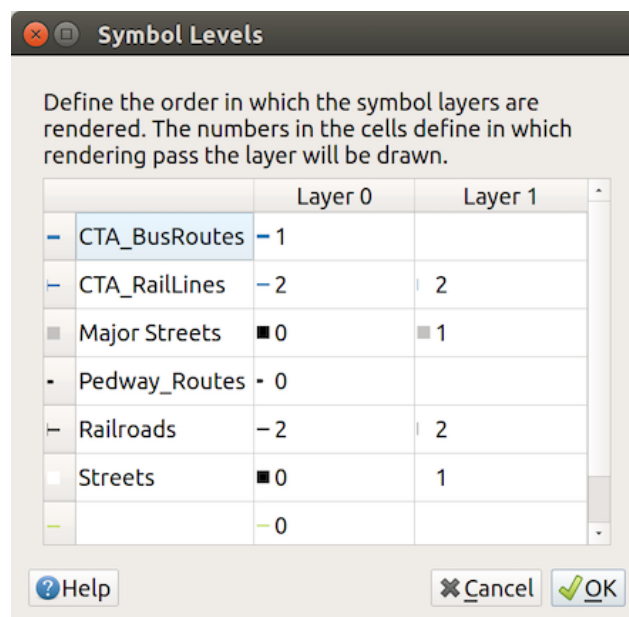 Symbol Levels
Define the order in which the symbol layers are
rendered. The numbers in the cells define in which
rendering pass the layer will be drawn.
Layer 0 Layer 1
CTA_BusRoutes 1
CTA_RailLines 2 2
Major Streets 0 1
Pedway_Routes 0
Railroads 2 2
Streets 0 1
0
Help Cancel OK